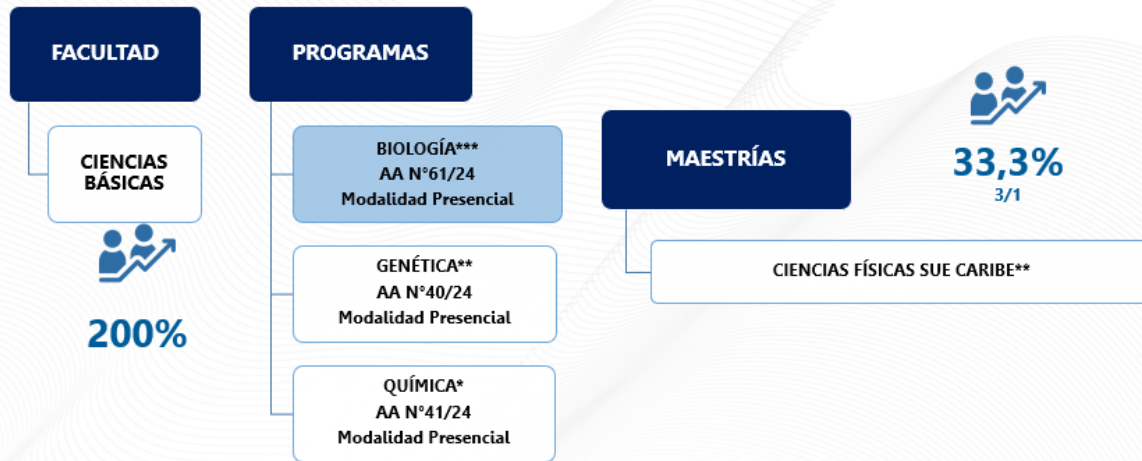 FACULTAD
CIENCIAS
BÁSICAS
200%
PROGRAMAS
BIOLOGÍA***
AA N°61/24
Modalidad Presencial
GENÉTICA**
AA N°40/24
Modalidad Presencial
QUÍMICA*
AA N°41/24
Modalidad Presencial
MAESTRÍAS
33,3%
3/1
CIENCIAS FÍSICAS SUE CARIBE**